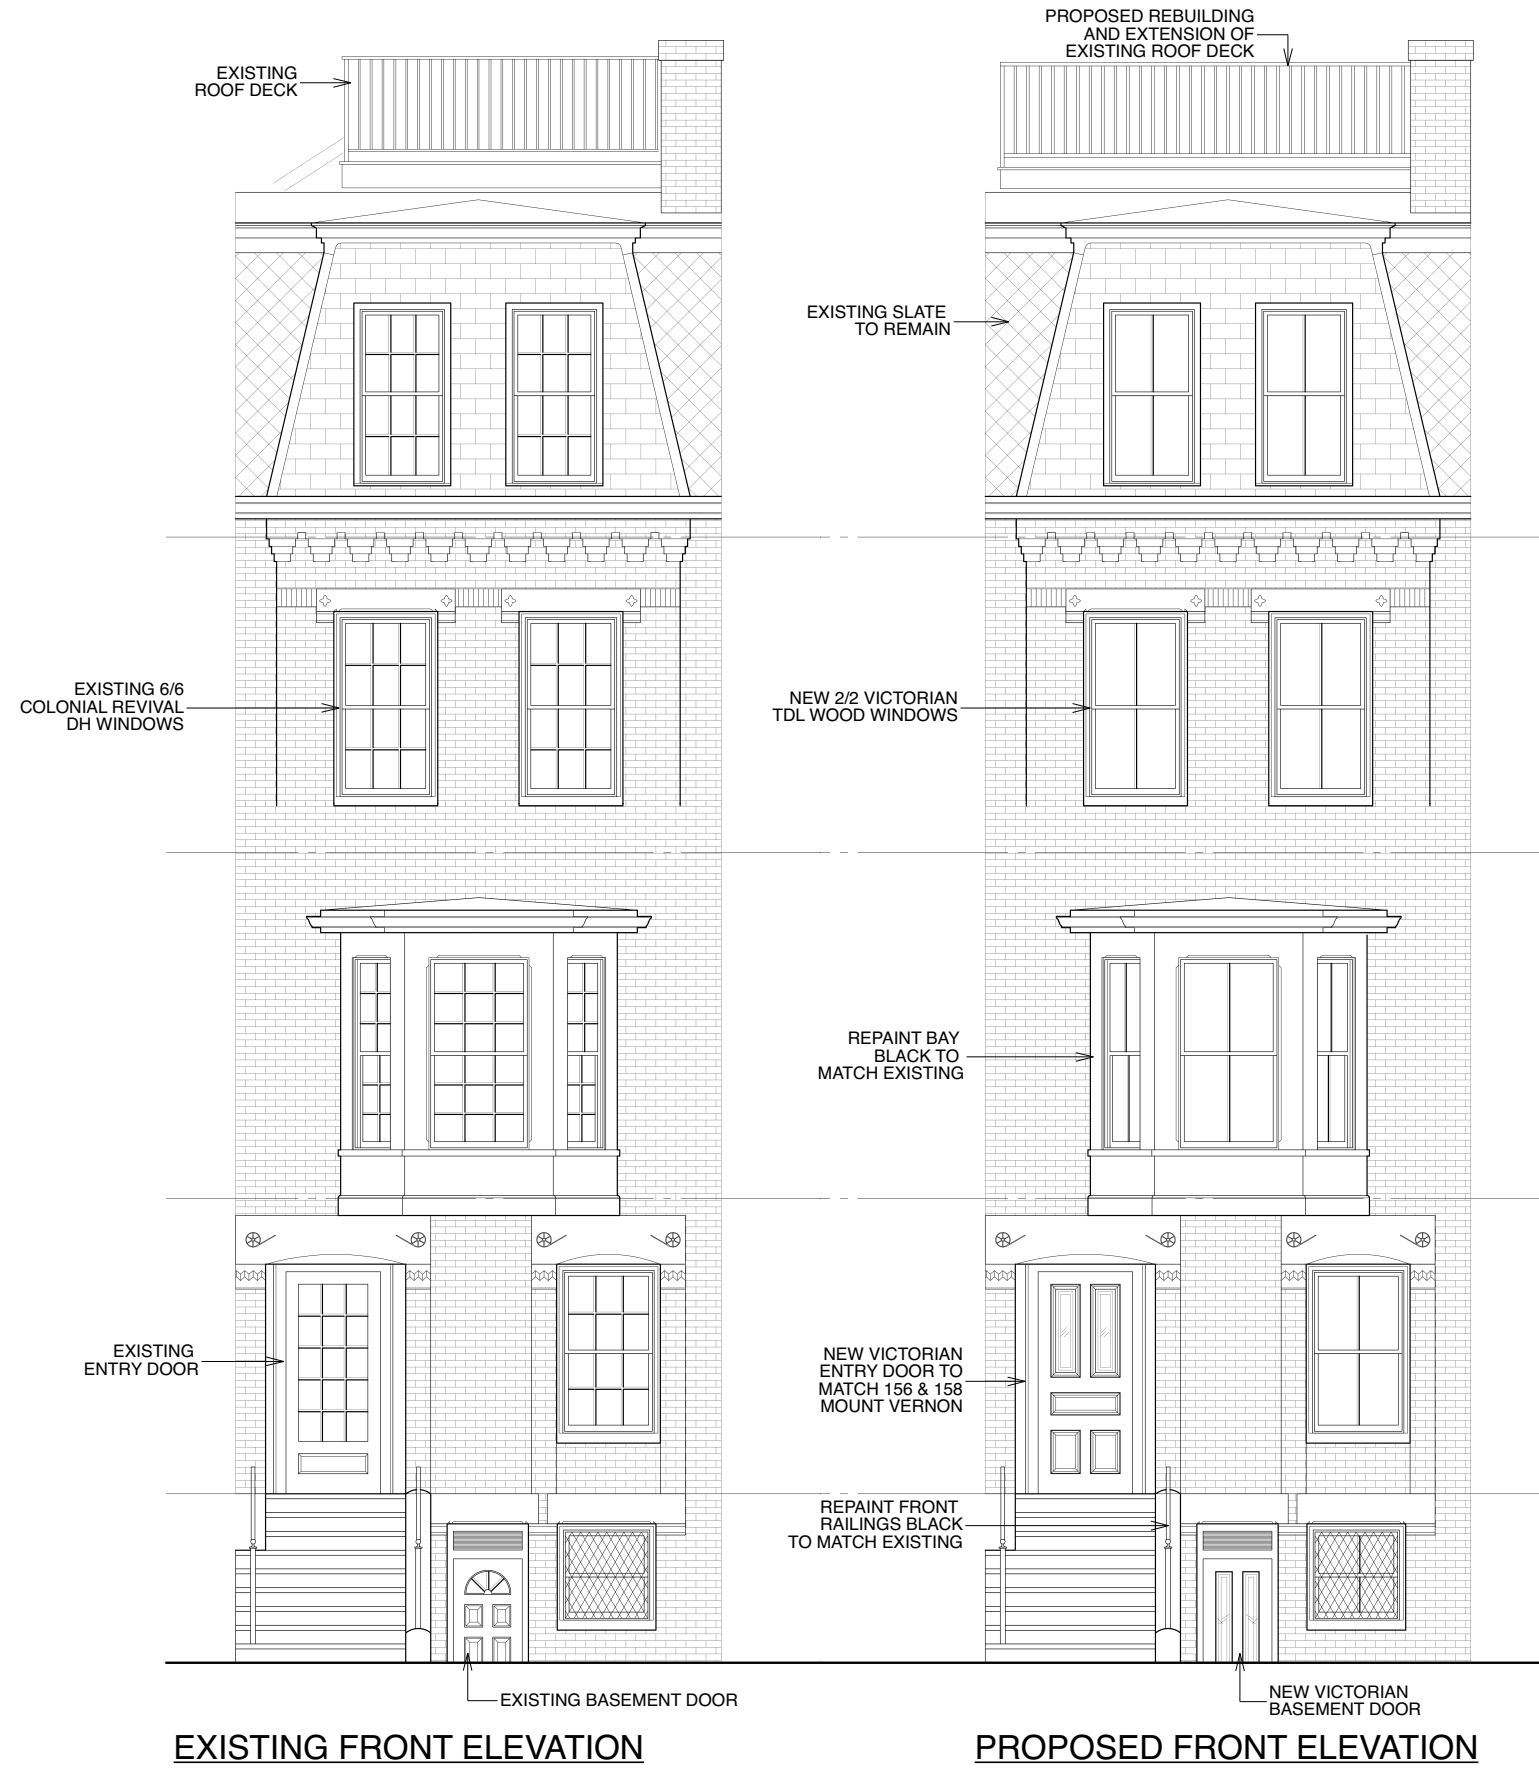 EXISTING
ROOF DECK
EXISTING 6/6
COLONIAL REVIVAL
DH WINDOWS
EXISTING
ENTRY DOOR
EXISTING BASEMENT DOOR
EXISTING FRONT ELEVATION
PROPOSED REBUILDING
AND EXTENSION OF
EXISTING ROOF DECK
EXISTING SLATE
TO REMAIN
NEW 2/2 VICTORIAN
TDL WOOD WINDOWS
REPAINT BAY
BLACK TO
MATCH EXISTING
NEW VICTORIAN
ENTRY DOOR TO
MATCH 156 & 158
MOUNT VERNON
REPAINT FRONT
RAILINGS BLACK
TO MATCH EXISTING
NEW VICTORIAN
BASEMENT DOOR
PROPOSED FRONT ELEVATION